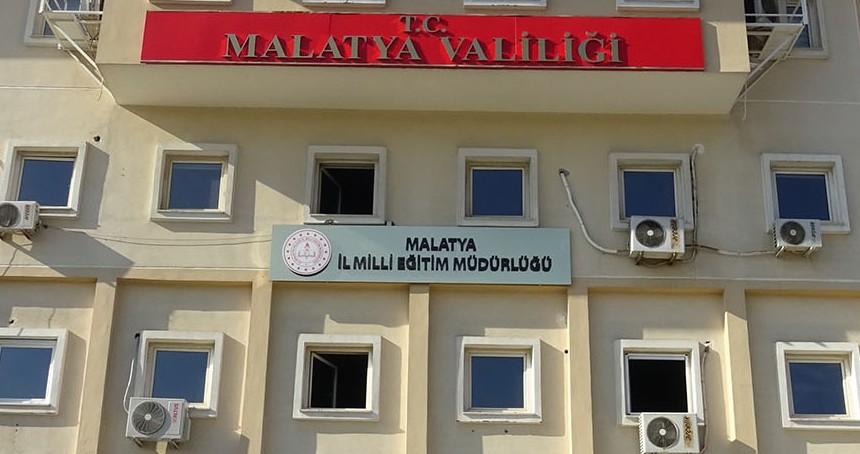 T.C.
MALATYA VALİLİĞİ
MALATYA
İL MİLLİ EĞİTİM MÜDÜRLÜĞÜ